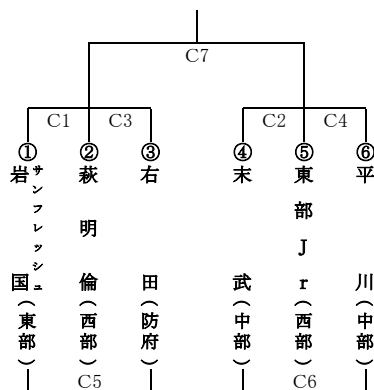 C7
C1
C3
C2
C4
①
②
③
④
⑤
⑥
岩国(東部)
サンフレッシュ
萩明倫(西部)
右田(防府)
末武(中部)
東部Jr(西部)
平川(中部)
C5
C6